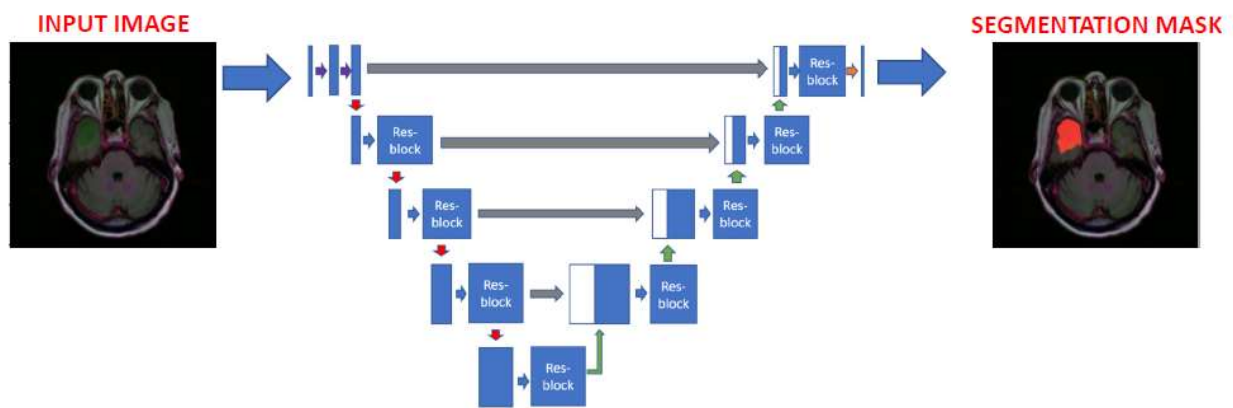 INPUT IMAGE
SEGMENTATION MASK
Res-
block
Res-
block
Res-
block
Res-
block
Res-
block
Res-
block
Res-
block
Res-
block
Res-
block